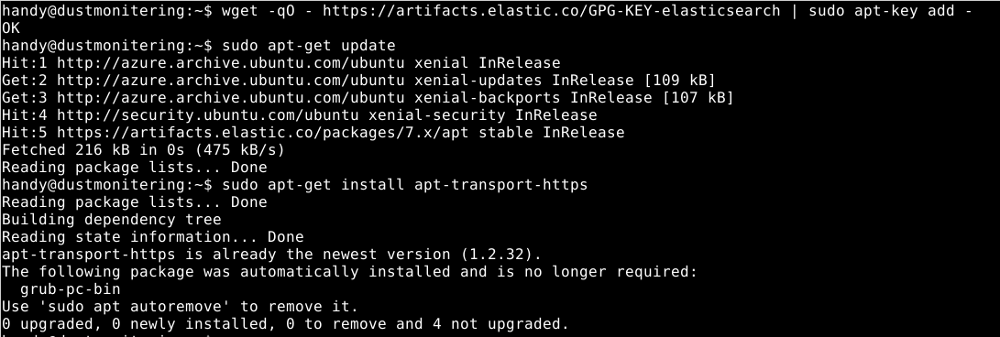 handy@dustmonitering:~$ wget -qO - https://artifacts.elastic.co/GPG-KEY-elasticsearch | sudo apt-key add -
OK
handy@dustmonitering:~$ sudo apt-get update
Hit:1 http://azure.archive.ubuntu.com/ubuntu xenial InRelease
Get:2 http://azure.archive.ubuntu.com/ubuntu xenial-updates InRelease [109 kB]
Get:3 http://azure.archive.ubuntu.com/ubuntu xenial-backports InRelease [107 kB]
Hit:4 http://security.ubuntu.com/ubuntu xenial-security InRelease
Hit:5 https://artifacts.elastic.co/packages/7.x/apt stable InRelease
Fetched 216 kB in 0s (475 kB/s)
Reading package lists... Done
handy@dustmonitering:~$ sudo apt-get install apt-transport-https
Reading package lists... Done
Building dependency tree
Reading state information... Done
apt-transport-https is already the newest version (1.2.32).
The following package was automatically installed and is no longer required:
  grub-pc-bin
Use 'sudo apt autoremove' to remove it.
0 upgraded, 0 newly installed, 0 to remove and 4 not upgraded.